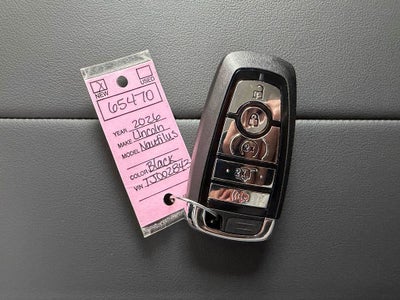 X
NEW
USED
65470
YEAR 2026
MAKE Lincoln
MODEL Nautilus
COLOR Black
VIN TJ002842